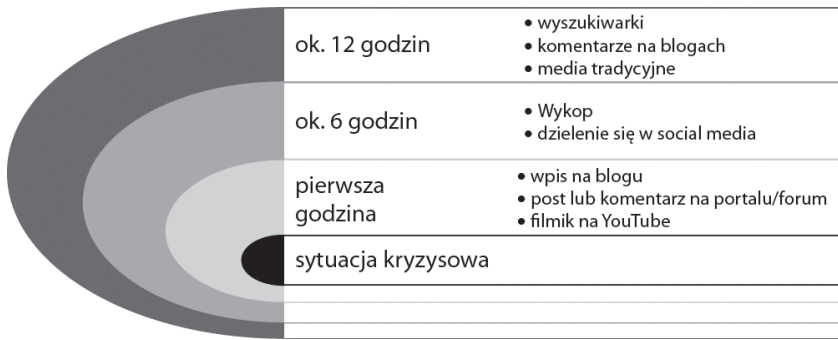 ok. 12 godzin
• wyszukiwarki
• komentarze na blogach
• media tradycyjne
ok. 6 godzin
• Wykop
• dzielenie się w social media
pierwsza
godzina
• wpis na blogu
• post lub komentarz na portalu/forum
• filmik na YouTube
sytuacja kryzysowa